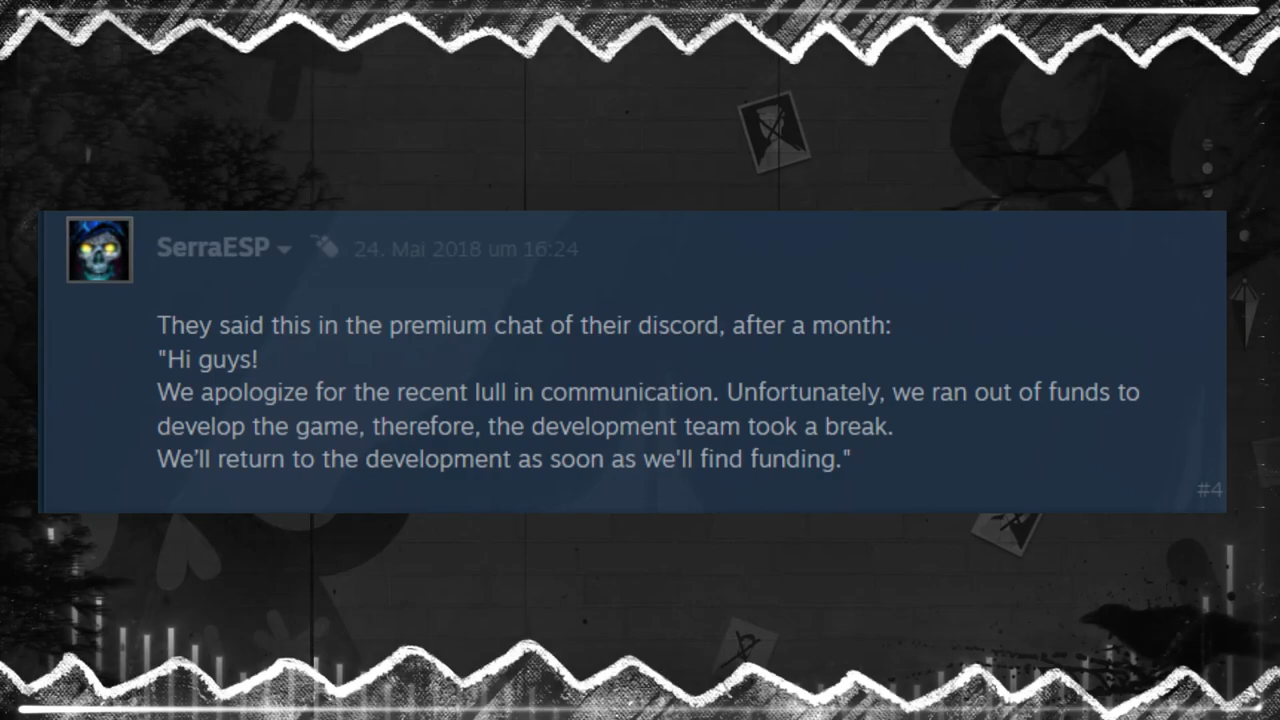 SerraESP 24. Mai 2018 um 16:24
They said this in the premium chat of their discord, after a month:
"Hi guys!
We apologize for the recent lull in communication. Unfortunately, we ran out of funds to
develop the game, therefore, the development team took a break.
We'll return to the development as soon as we'll find funding."
#4